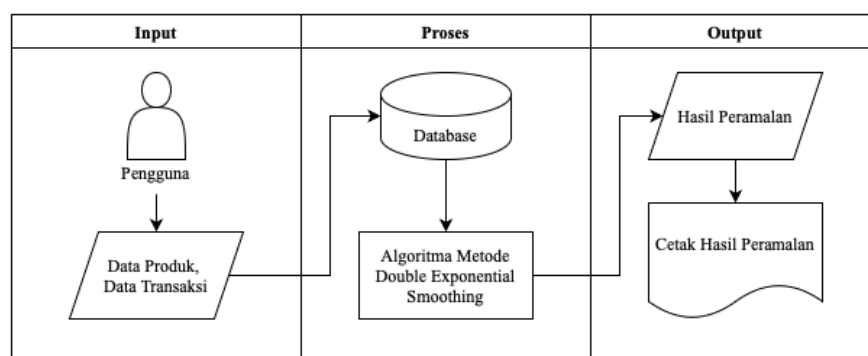 Input
Proses
Output
Pengguna
Data Produk,
Data Transaksi
Database
Algoritma Metode
Double Exponential
Smoothing
Hasil Peramalan
Cetak Hasil Peramalan